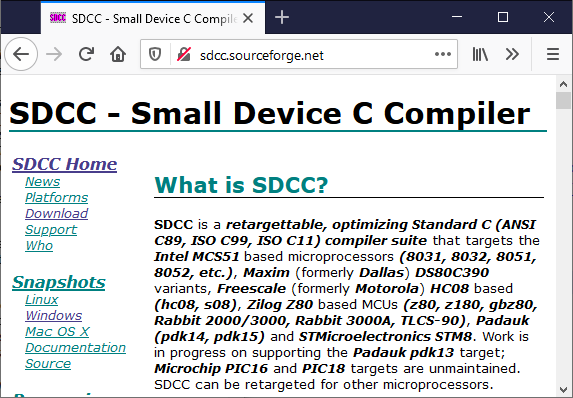 SDCC - Small Device C Compiler
sdcc.sourceforge.net
SDCC - Small Device C Compiler
SDCC Home
News
Platforms
Download
Support
Who
Snapshots
Linux
Windows
Mac OS X
Documentation
Source
What is SDCC?
SDCC is a retargettable, optimizing Standard C (ANSI
C89, ISO C99, ISO C11) compiler suite that targets the
Intel MCS51 based microprocessors (8031, 8032, 8051,
8052, etc.), Maxim (formerly Dallas) DS80C390
variants, Freescale (formerly Motorola) HC08 based
(hc08, s08), Zilog Z80 based MCUs (z80, z180, gbz80,
Rabbit 2000/3000, Rabbit 3000A, TLCS-90), Padauk
(pdk14, pdk15) and STMicroelectronics STM8. Work is
in progress on supporting the Padauk pdk13 target;
Microchip PIC16 and PIC18 targets are unmaintained.
SDCC can be retargeted for other microprocessors.